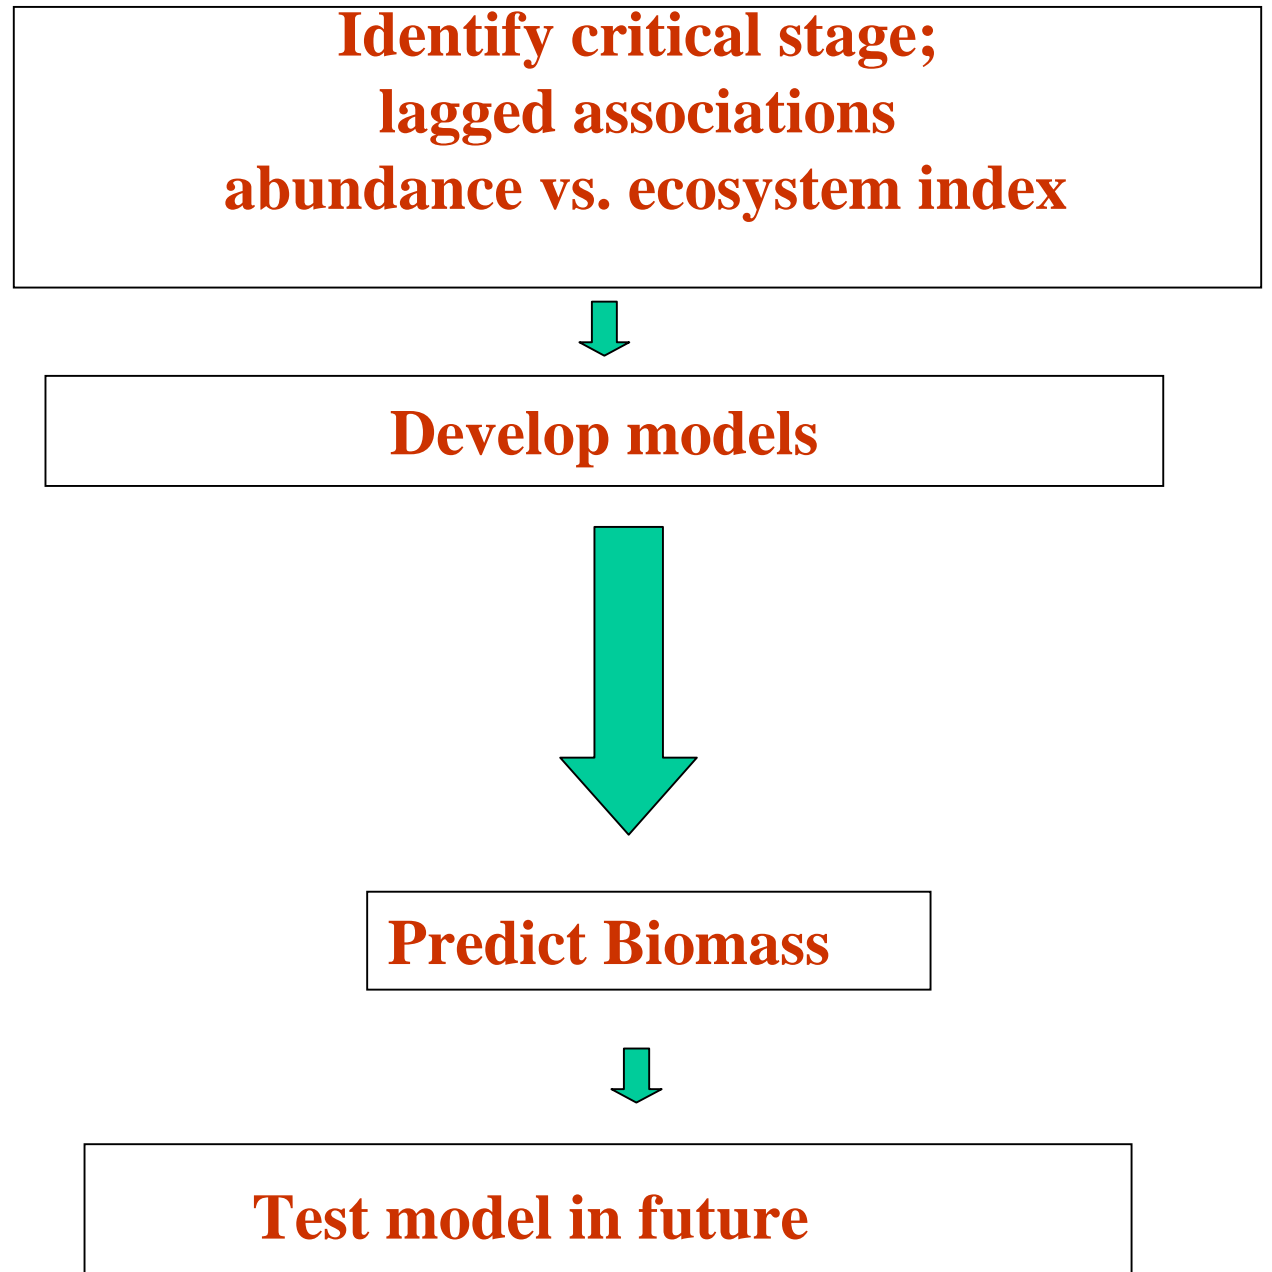 Identify critical stage;
lagged associations
abundance vs. ecosystem index
Develop models
Predict Biomass
Test model in future